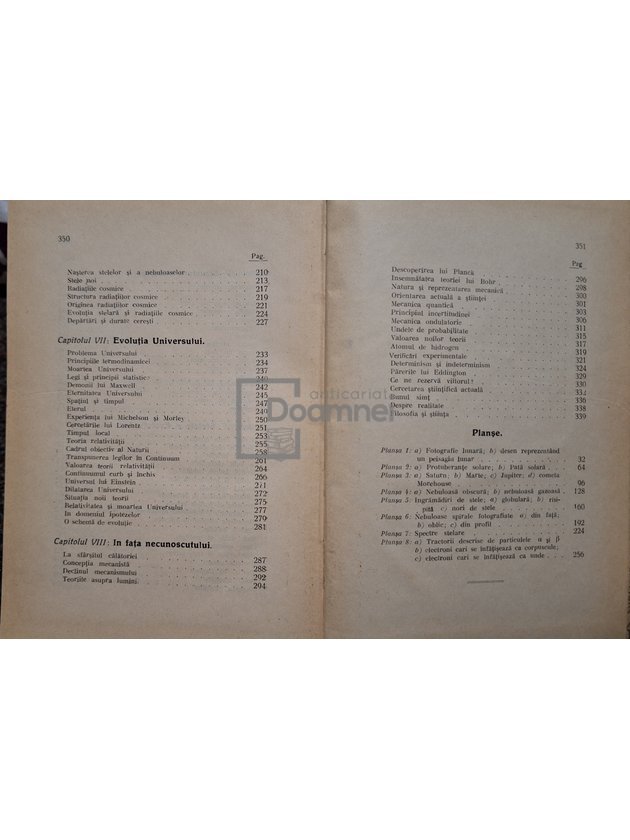 350
Pag.
Nașterea stelelor și a nebuloaselor 210
Stele noi 213
Radiațiile cosmice 217
Structura radiațiilor cosmice 219
Originea radiațiilor cosmice 221
Evoluția stelară și radiațiile cosmice 224
Depărtări și durate cerești 227
Capitolul VII: Evoluția Universului.
Problema Universului 233
Principiile termodinamicei 234
Moartea Universului 237
Legi și principii statistice 240
Demonii lui Maxwell 242
Eternitatea Universului 245
Spațiul și timpul 247
Eterul 249
Experiența lui Michelson și Morley 250
Cercetările lui Lorentz 251
Timpul local 253
Teoria relativității 255
Cadrul obiectiv al Naturii 258
Transpunerea legilor în Continuum 261
Valoarea teorii relativității 264
Continuumul curb și închis 266
Universul lui Einstein 271
Dilatarea Universului 272
Situația noii teorii 275
Relativitatea și moartea Universului 277
In domeniul ipotezelor 279
O schemă de evoluție 281
Capitolul VIII: In fața necunoscutului.
La sfârșitul călătoriei 287
Concepția mecanistă 288
Declinul mecanismului 292
Teoriile asupra luminii 294
351
Pag
Descoperirea lui Planck 296
Insemnătatea teoriei lui Bohr 298
Natura și reprezentarea mecanică 300
Orientarea actuală a științei 301
Mecanica quantică 303
Principiul incertitudinei 306
Mecanica ondulatorie 311
Undele de probabilitate 315
Valoarea noilor teorii 317
Atomul de hidrogen 319
Verificări experimentale 321
Determinism și indeterminism 324
Părerile lui Eddington 329
Ce ne rezervă viitorul? 330
Cercetarea științifică actuală 334
Bunul simț 338
Despre realitate 339
Filosofia și știința
Planșe.
Planșa 1: a) Fotografie lunară; b) desen reprezentând
un peisagiu lunar 32
Planșa 2: a) Protuberanțe solare; b) Pată solară 64
Planșa 3: a) Saturn; b) Marte; c) Jupiter; d) cometa
Morehouse 96
Planșa 4: a) Nebuloasă obscură; b) nebuloasă gazoasă 128
Planșa 5: Ingrămădiri de stele; a) globulară; b) risi-
pită c) nori de stele 160
Planșa 6: Nebuloase spirale fotografiate a) din față;
b) oblic; c) din profil 192
Planșa 7: Spectre stelare 224
Planșa 8: a) Tractorii descrise de particulele α și β
b) electroni cari se înfățișează ca corpuscule;
c) electroni cari se înfățișează ca unde 256
anticariat
Doamnei